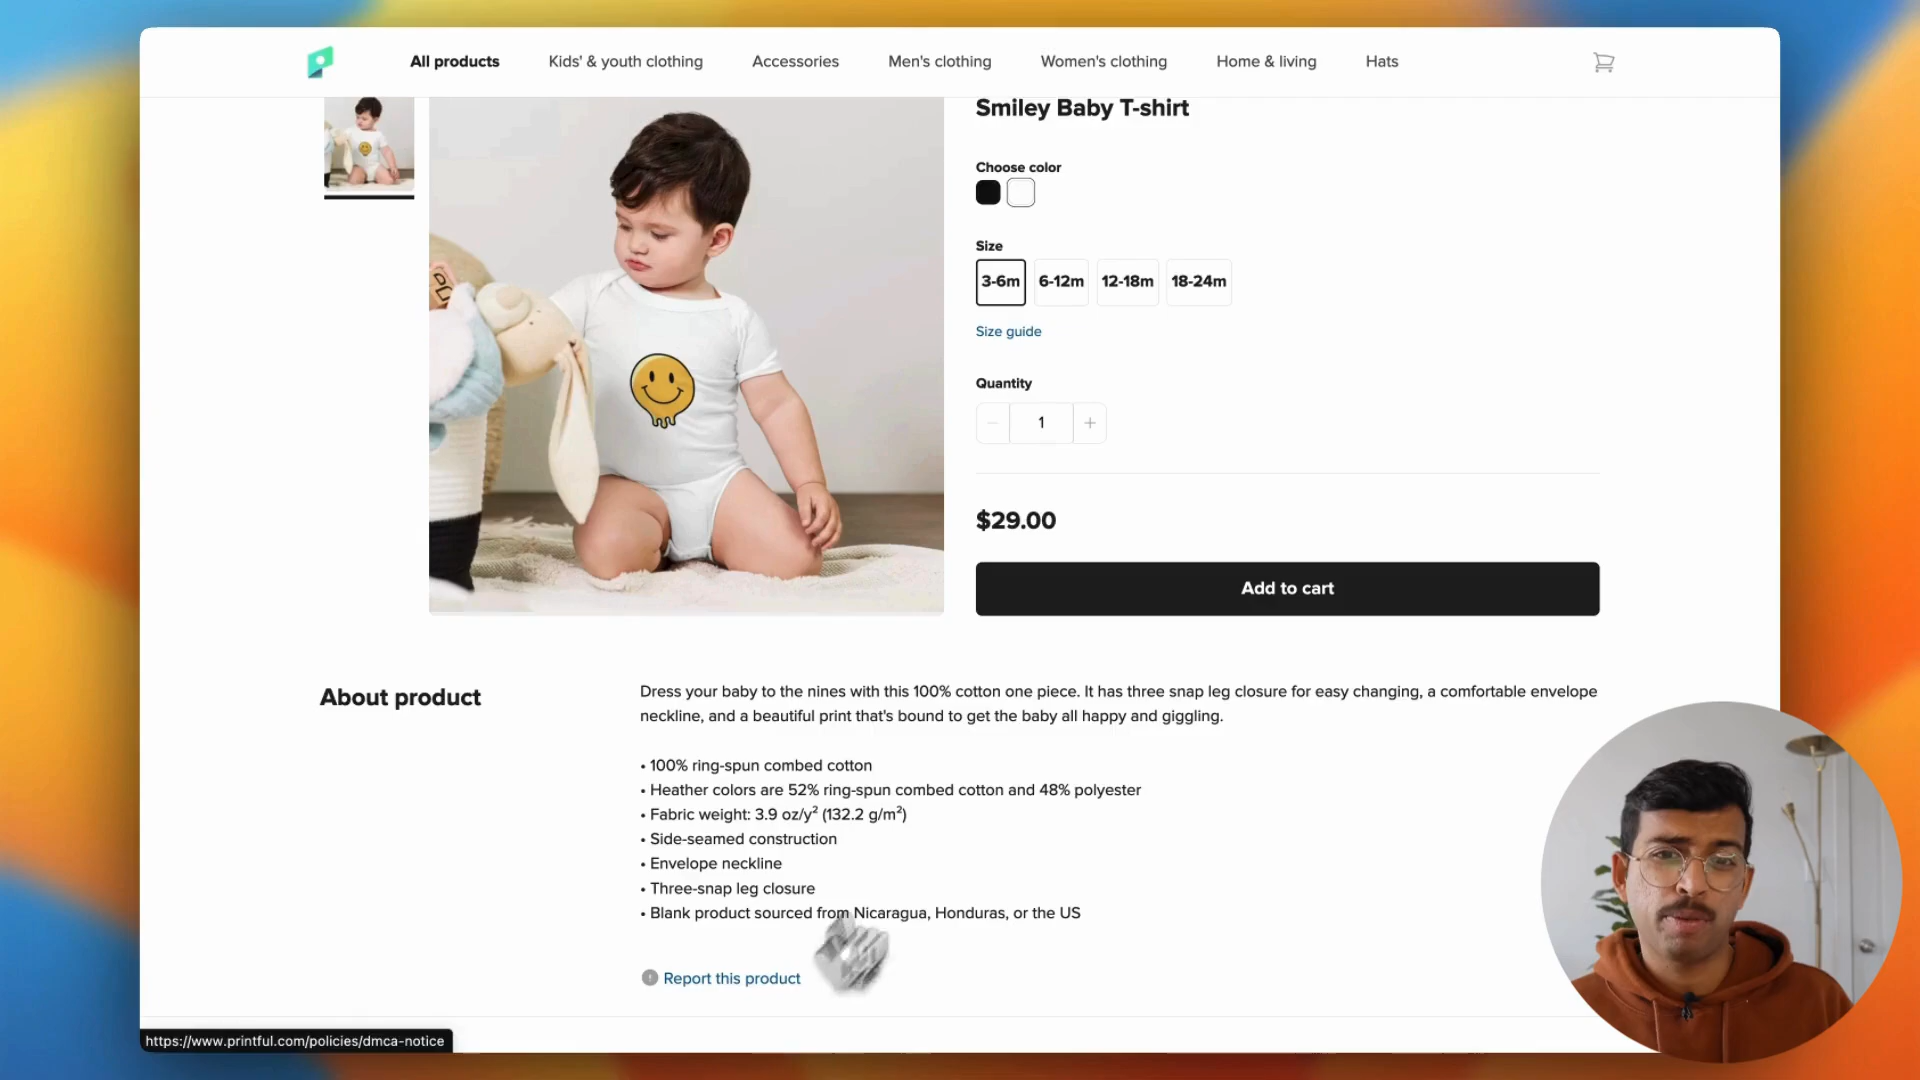 All products Kids' & youth clothing Accessories Men's clothing Women's clothing Home & living Hats
Smiley Baby T-shirt
Choose color
Size
3-6m 6-12m 12-18m 18-24m
Size guide
Quantity
1
$29.00
Add to cart
About product
Dress your baby to the nines with this 100% cotton one piece. It has three snap leg closure for easy changing, a comfortable envelope
neckline, and a beautiful print that's bound to get the baby all happy and giggling.
• 100% ring-spun combed cotton
• Heather colors are 52% ring-spun combed cotton and 48% polyester
• Fabric weight: 3.9 oz/y² (132.2 g/m²)
• Side-seamed construction
• Envelope neckline
• Three-snap leg closure
• Blank product sourced from Nicaragua, Honduras, or the US
Report this product
https://www.printful.com/policies/dmca-notice